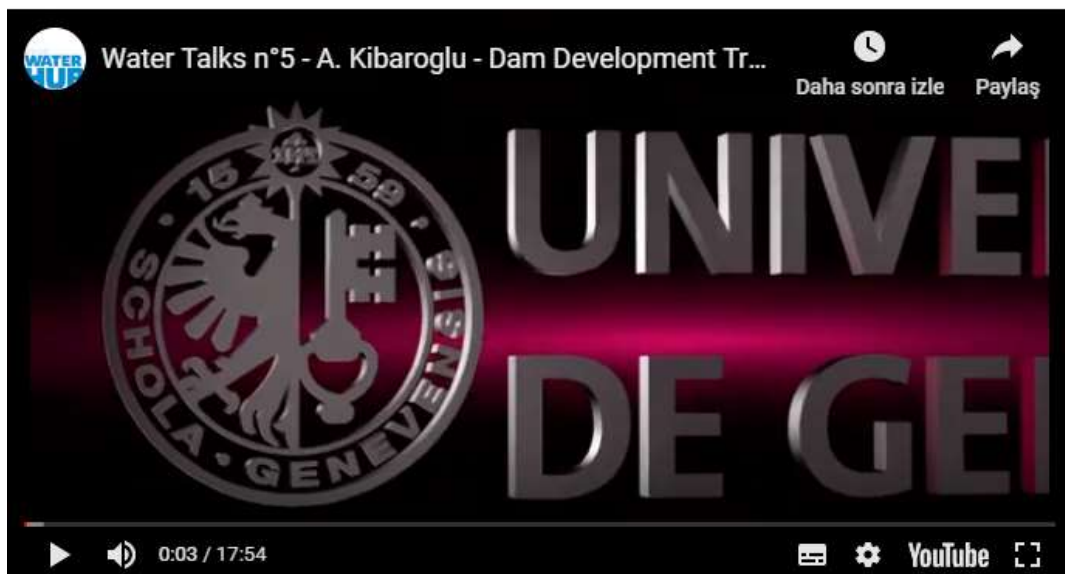 WATER
HUB
Water Talks n°5 - A. Kibaroglu - Dam Development Tr...
Daha sonra izle
Paylaş
15 59
SCHOLA GENEVENSIS
UNIVE
DE GE
0:03 / 17:54
YouTube